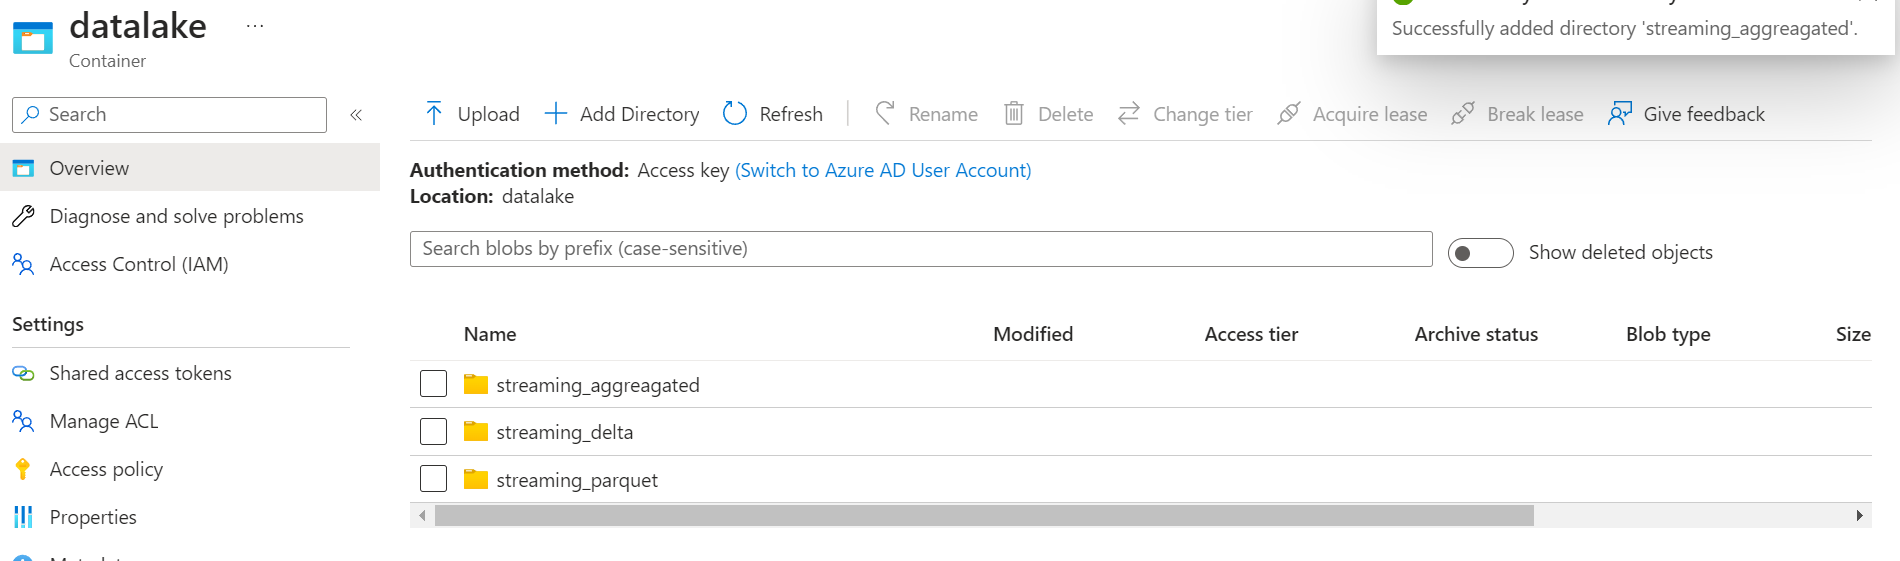 datalake
...
Container
Successfully added directory 'streaming_aggreagated'.
Search
«
Upload
Add Directory
Refresh
Rename
Delete
Change tier
Acquire lease
Break lease
Give feedback
Overview
Diagnose and solve problems
Access Control (IAM)
Settings
Shared access tokens
Manage ACL
Access policy
Properties
Authentication method: Access key (Switch to Azure AD User Account)
Location: datalake
Search blobs by prefix (case-sensitive)
Show deleted objects
Name Modified Access tier Archive status Blob type Size
streaming_aggreagated
streaming_delta
streaming_parquet